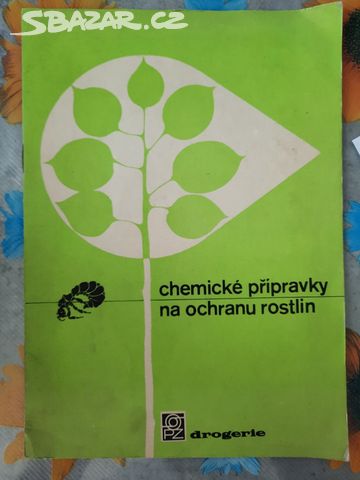 SBAZAR.CZ
chemické přípravky
na ochranu rostlin
drogerie